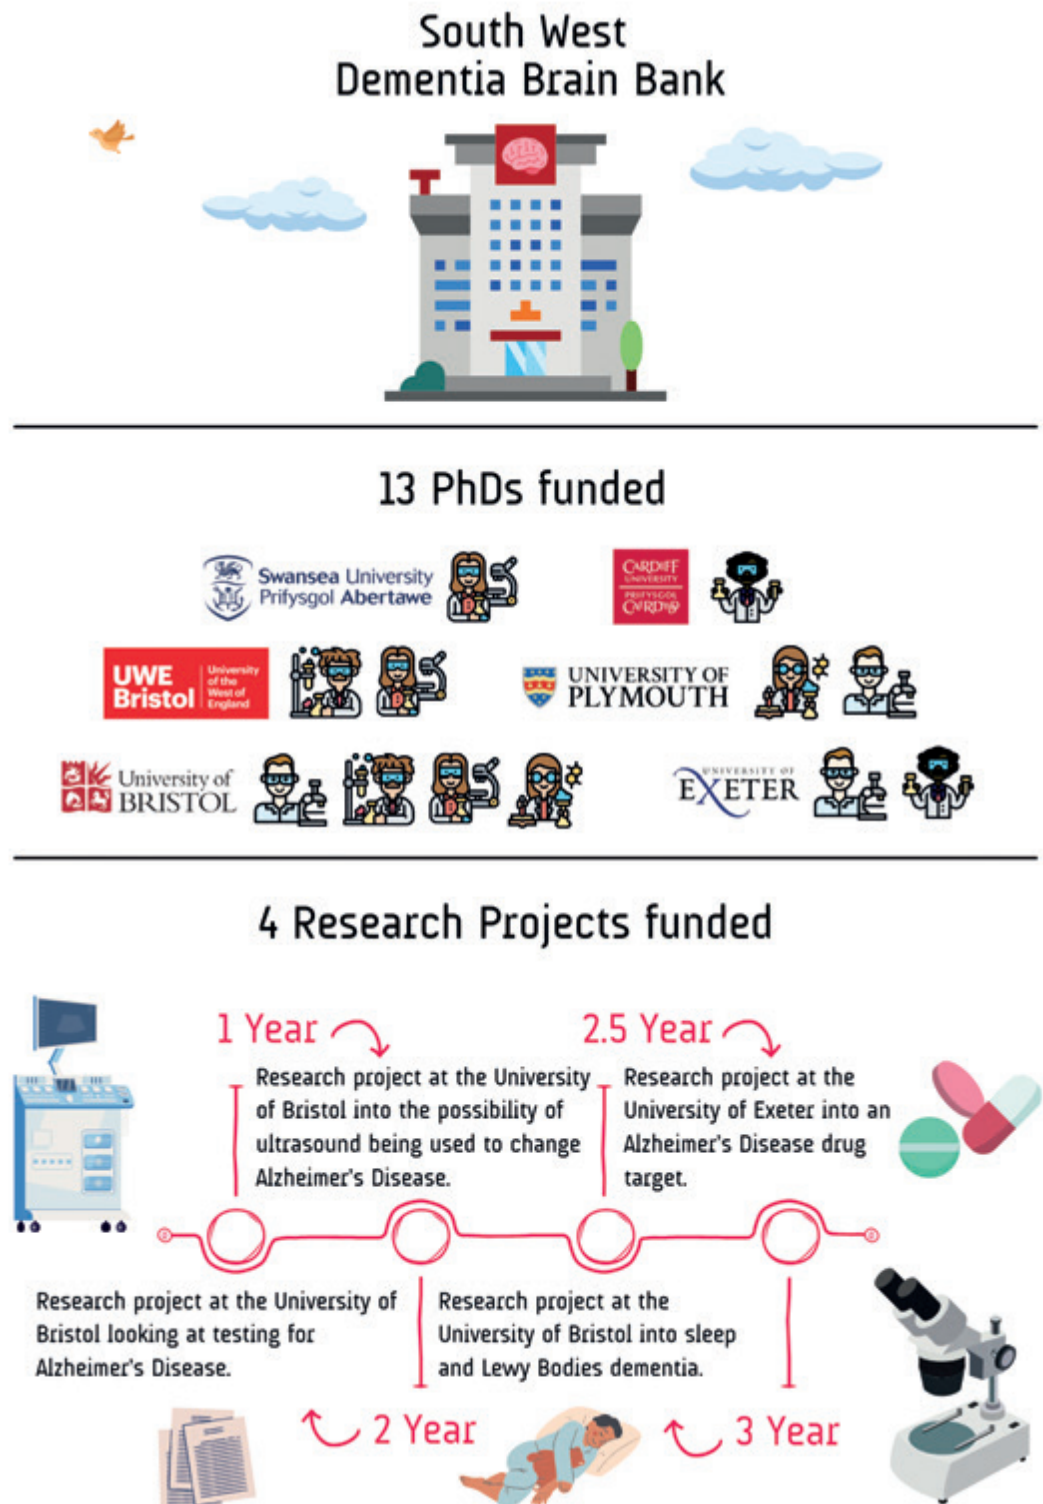 South West
Dementia Brain Bank
13 PhDs funded
Swansea University
Prifysgol Abertawe
CARDIFF
UNIVERSITY
PRIFYSGOL
CAERDYDD
UWE
Bristol
University
of the
West of
England
UNIVERSITY OF
PLYMOUTH
University of
BRISTOL
UNIVERSITY OF
EXETER
4 Research Projects funded
1 Year
Research project at the University
of Bristol into the possibility of
ultrasound being used to change
Alzheimer's Disease.
2.5 Year
Research project at the
University of Exeter into an
Alzheimer's Disease drug
target.
Research project at the University of
Bristol looking at testing for
Alzheimer's Disease.
2 Year
Research project at the
University of Bristol into sleep
and Lewy Bodies dementia.
3 Year